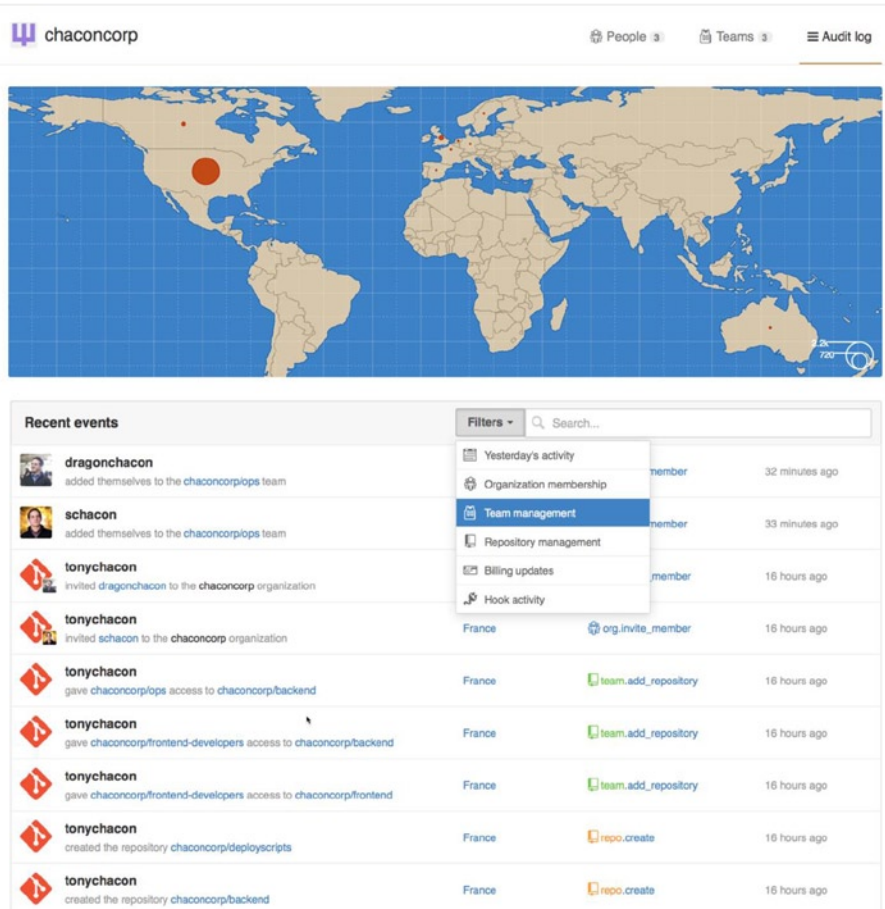 chaconcorp
People 3
Teams 3
Audit log
2.2k
720
Recent events
Filters
Search...
Yesterday's activity
Organization membership
Team management
Repository management
Billing updates
Hook activity
dragonchacon
added themselves to the chaconcorp/ops team
member
32 minutes ago
schacon
added themselves to the chaconcorp/ops team
member
33 minutes ago
tonychacon
invited dragonchacon to the chaconcorp organization
_member
16 hours ago
tonychacon
invited schacon to the chaconcorp organization
France
org.invite_member
16 hours ago
tonychacon
gave chaconcorp/ops access to chaconcorp/backend
France
team.add_repository
16 hours ago
tonychacon
gave chaconcorp/frontend-developers access to chaconcorp/backend
France
team.add_repository
16 hours ago
tonychacon
gave chaconcorp/frontend-developers access to chaconcorp/frontend
France
team.add_repository
16 hours ago
tonychacon
created the repository chaconcorp/deployscripts
France
repo.create
16 hours ago
tonychacon
created the repository chaconcorp/backend
France
repo.create
16 hours ago